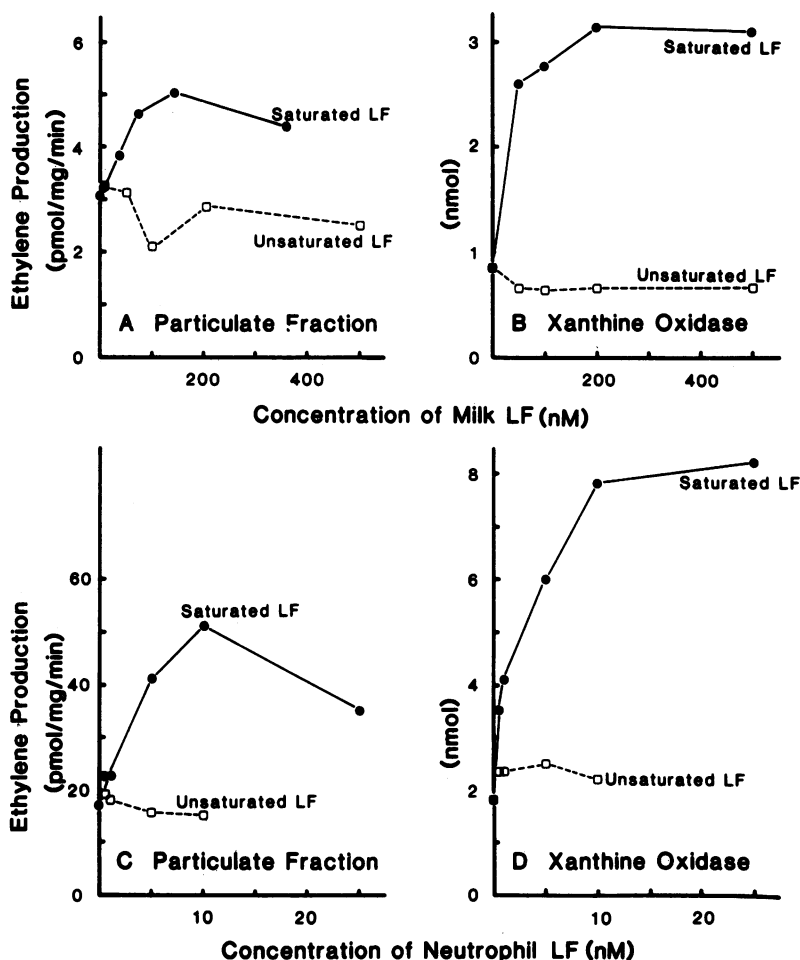 Ethylene Production
(pmol/mg/min)
6
4
2
0
Saturated LF
Unsaturated LF
A Particulate Fraction
200
400
(nmol)
3
2
1
0
Saturated LF
Unsaturated LF
B Xanthine Oxidase
200
400
Concentration of Milk LF (nM)
Ethylene Production
(pmol/mg/min)
60
40
20
0
Saturated LF
Unsaturated LF
C Particulate Fraction
10
20
(nmol)
8
6
4
2
0
Saturated LF
Unsaturated LF
D Xanthine Oxidase
10
20
Concentration of Neutrophil LF (nM)